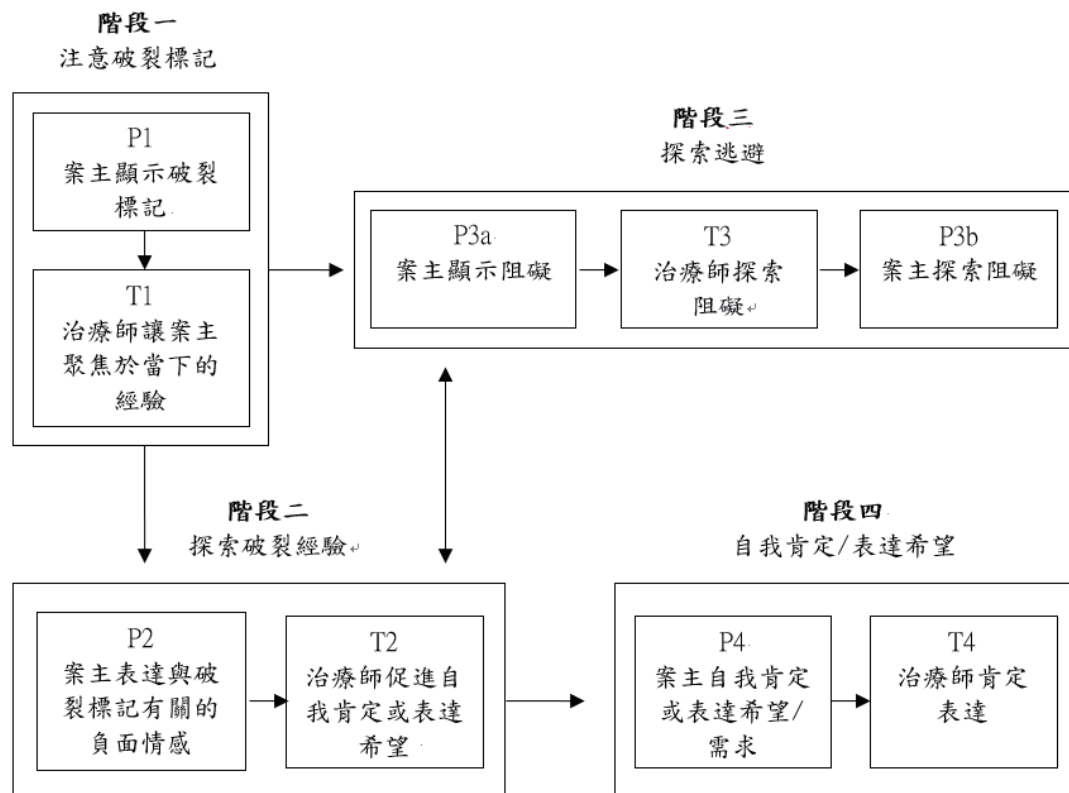 階段一
注意破裂標記
P1
案主顯示破裂
標記
T1
治療師讓案主
聚焦於當下的
經驗
階段三
探索逃避
P3a
案主顯示阻礙
T3
治療師探索
阻礙
P3b
案主探索阻礙
階段二
探索破裂經驗
P2
案主表達與破
裂標記有關的
負面情感
T2
治療師促進自
我肯定或表達
希望
階段四
自我肯定/表達希望
P4
案主自我肯定
或表達希望/
需求
T4
治療師肯定
表達